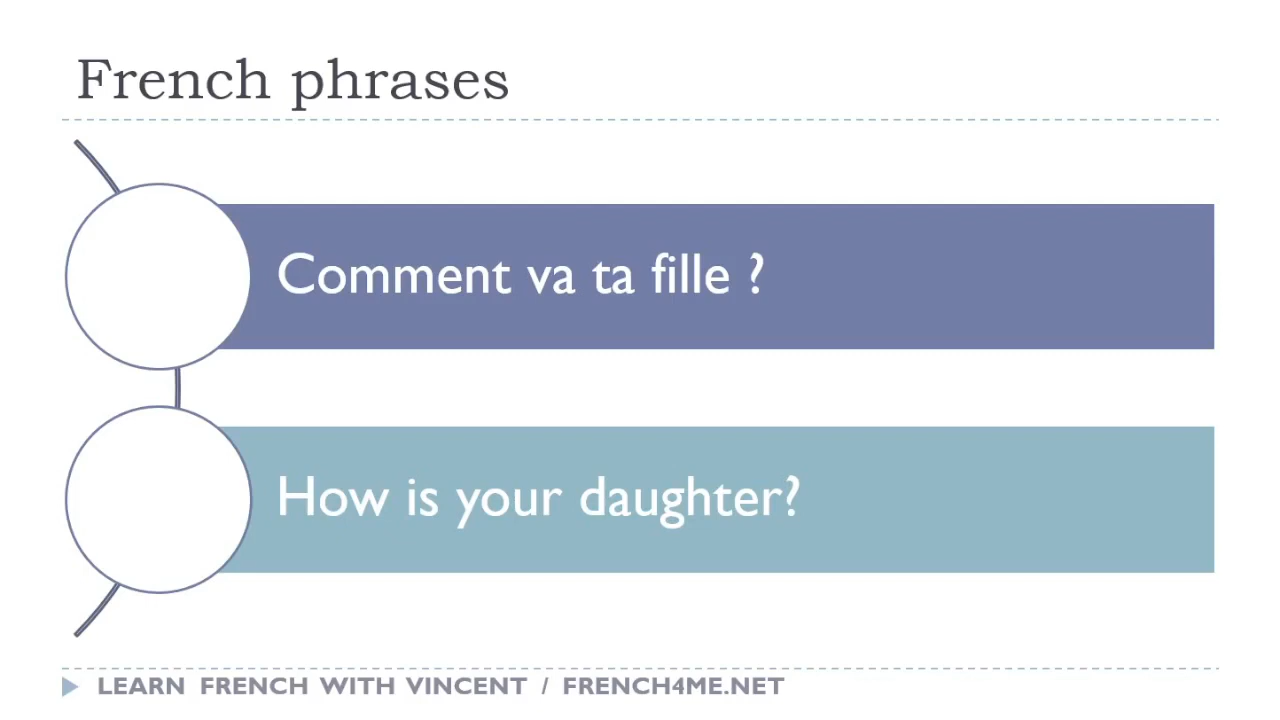 French phrases
Comment va ta fille ?
How is your daughter?
LEARN FRENCH WITH VINCENT / FRENCH4ME.NET